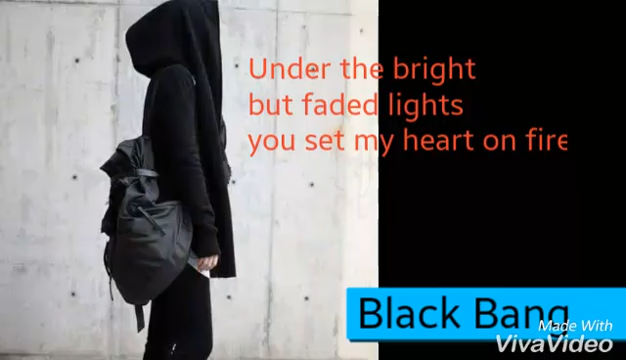 Under the bright
but faded lights
you set my heart on fire
Black Bang
Made With
VivaVideo